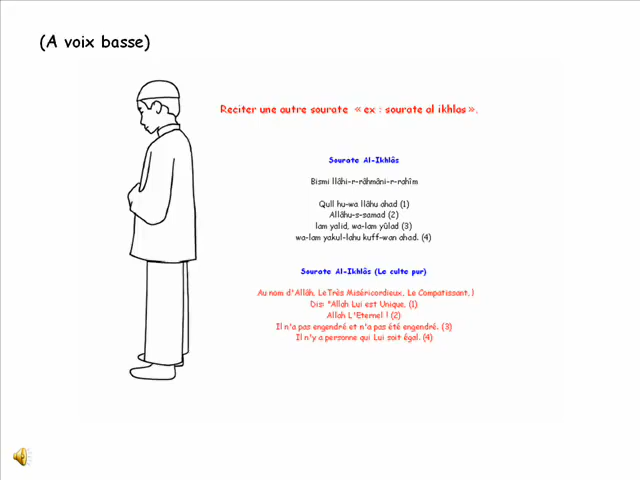 (A voix basse)
Reciter une autre sourate « ex : sourate al ikhlas ».
Sourate Al-Ikhlâs
Bismi llâhi-r-râhmâni-r-rahîm
Qull hu-wa llâhu ahad (1)
Allâhu-s-samad (2)
lam yalid, wa-lam yûlad (3)
wa-lam yakul-lahu kuff-wan ahad. (4)
Sourate Al-Ikhlâs (Le culte pur)
Au nom d'Allâh, LeTrès Miséricordieux, Le Compatissant, !
Dis: "Allah Lui est Unique, (1)
Allah L'Eternel ! (2)
Il n'a pas engendré et n'a pas été engendré. (3)
Il n'y a personne qui Lui soit égal. (4)